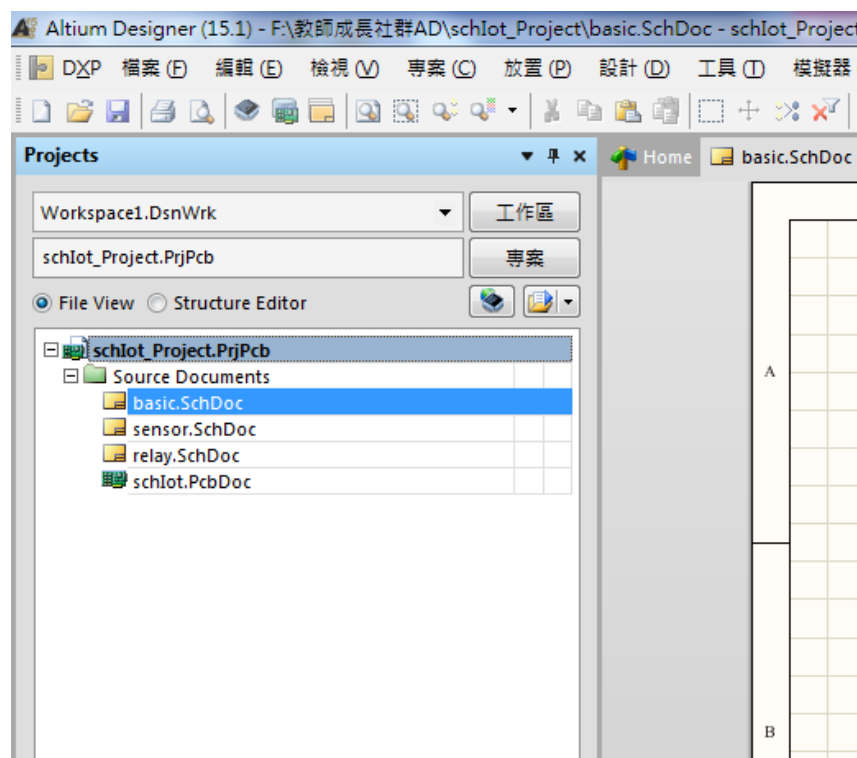 Altium Designer (15.1) - F:\教師成長社群AD\schIot_Project\basic.SchDoc - schIot_Project
DXP 檔案 (F) 編輯 (E) 檢視 (V) 專案 (C) 放置 (P) 設計 (D) 工具 (T) 模擬器
Projects
Home basic.SchDoc
Workspace1.DsnWrk 工作區
schIot_Project.PrjPcb 專案
File View Structure Editor
schIot_Project.PrjPcb
Source Documents
basic.SchDoc
sensor.SchDoc
relay.SchDoc
schIot.PcbDoc
A
B